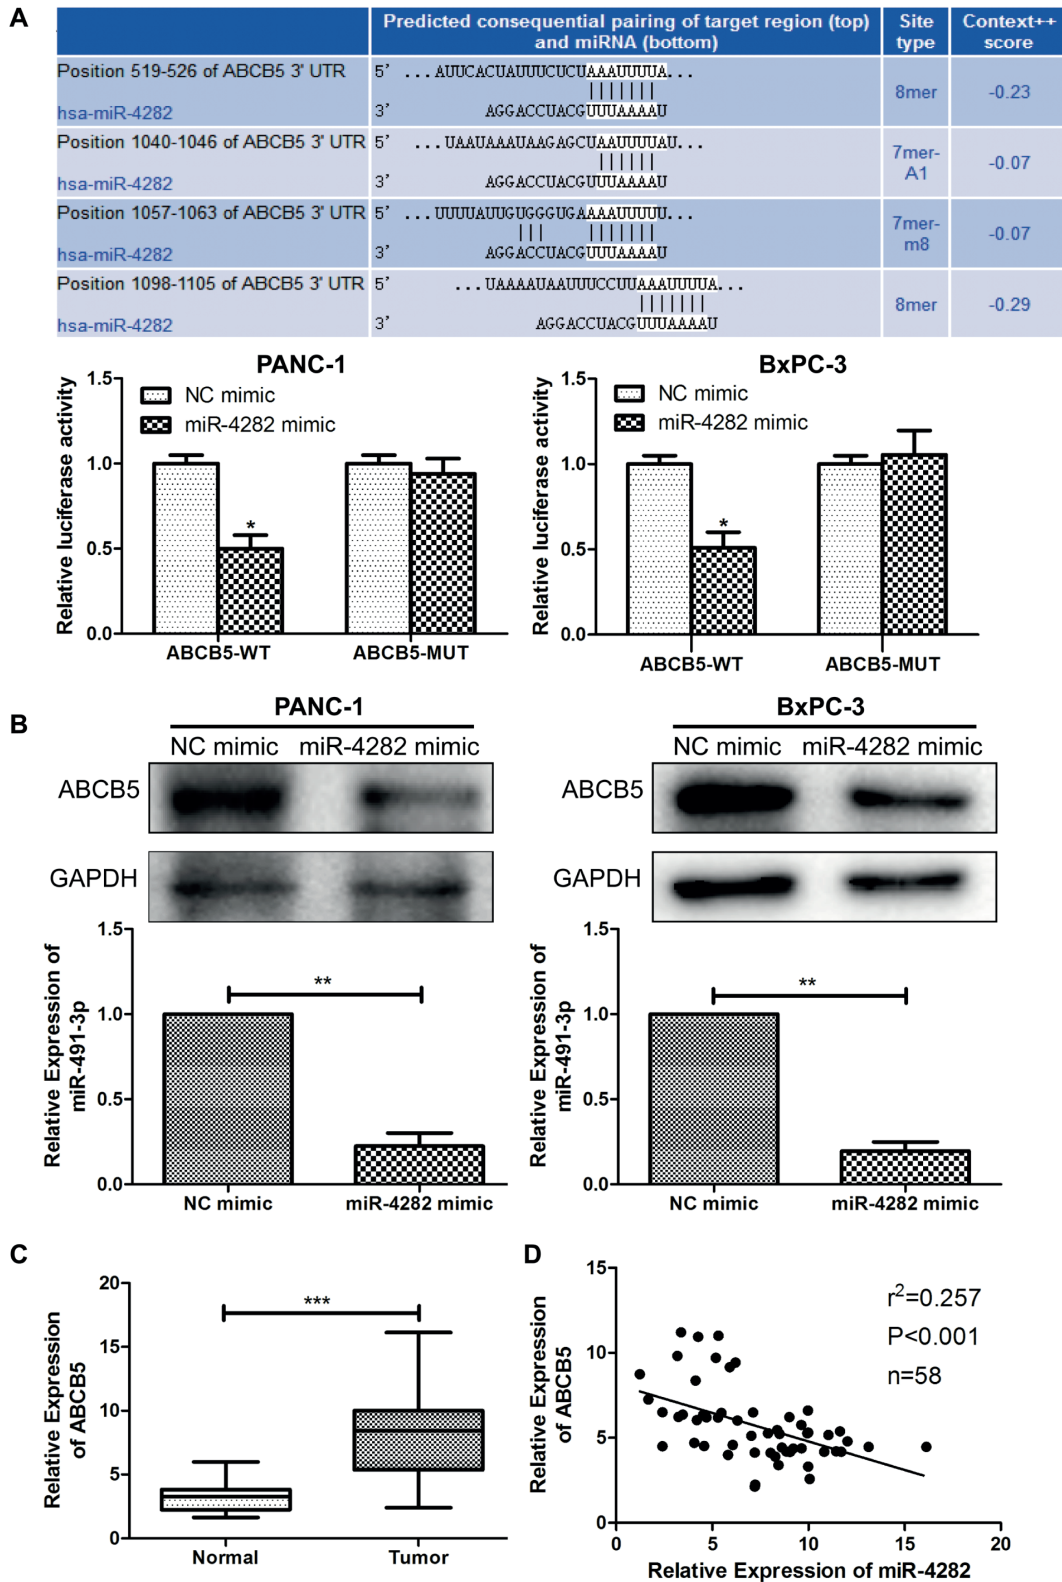 A
Predicted consequential pairing of target region (top) and miRNA (bottom)
Site type
Context++ score
Position 519-526 of ABCB5 3' UTR
5' ...AUUCACUAUUUCUCUAAAUUUUA...
hsa-miR-4282
3' AGGACCUACGUUUAAAAU
8mer
-0.23
Position 1040-1046 of ABCB5 3' UTR
5' ...UAAUAAAUAAGAGCUAAUUUUAU...
hsa-miR-4282
3' AGGACCUACGUUUAAAAU
7mer-A1
-0.07
Position 1057-1063 of ABCB5 3' UTR
5' ...UUUUAUUGUGGGUGAAAAUUUUU...
hsa-miR-4282
3' AGGACCUACGUUUAAAAU
7mer-m8
-0.07
Position 1098-1105 of ABCB5 3' UTR
5' ...UAAAAUAAUUUCCUUAAAUUUUA...
hsa-miR-4282
3' AGGACCUACGUUUAAAAU
8mer
-0.29
PANC-1
Relative luciferase activity
1.5
1.0
0.5
0.0
NC mimic
miR-4282 mimic
*
ABCB5-WT
ABCB5-MUT
BxPC-3
Relative luciferase activity
1.5
1.0
0.5
0.0
NC mimic
miR-4282 mimic
*
ABCB5-WT
ABCB5-MUT
B
PANC-1
NC mimic
miR-4282 mimic
ABCB5
GAPDH
Relative Expression of
miR-491-3p
1.5
1.0
0.5
0.0
**
NC mimic
miR-4282 mimic
BxPC-3
NC mimic
miR-4282 mimic
ABCB5
GAPDH
Relative Expression of
miR-491-3p
1.5
1.0
0.5
0.0
**
NC mimic
miR-4282 mimic
C
Relative Expression
of ABCB5
20
15
10
5
0
***
Normal
Tumor
D
Relative Expression
of ABCB5
15
10
5
0
r²=0.257
P<0.001
n=58
0
5
10
15
20
Relative Expression of miR-4282